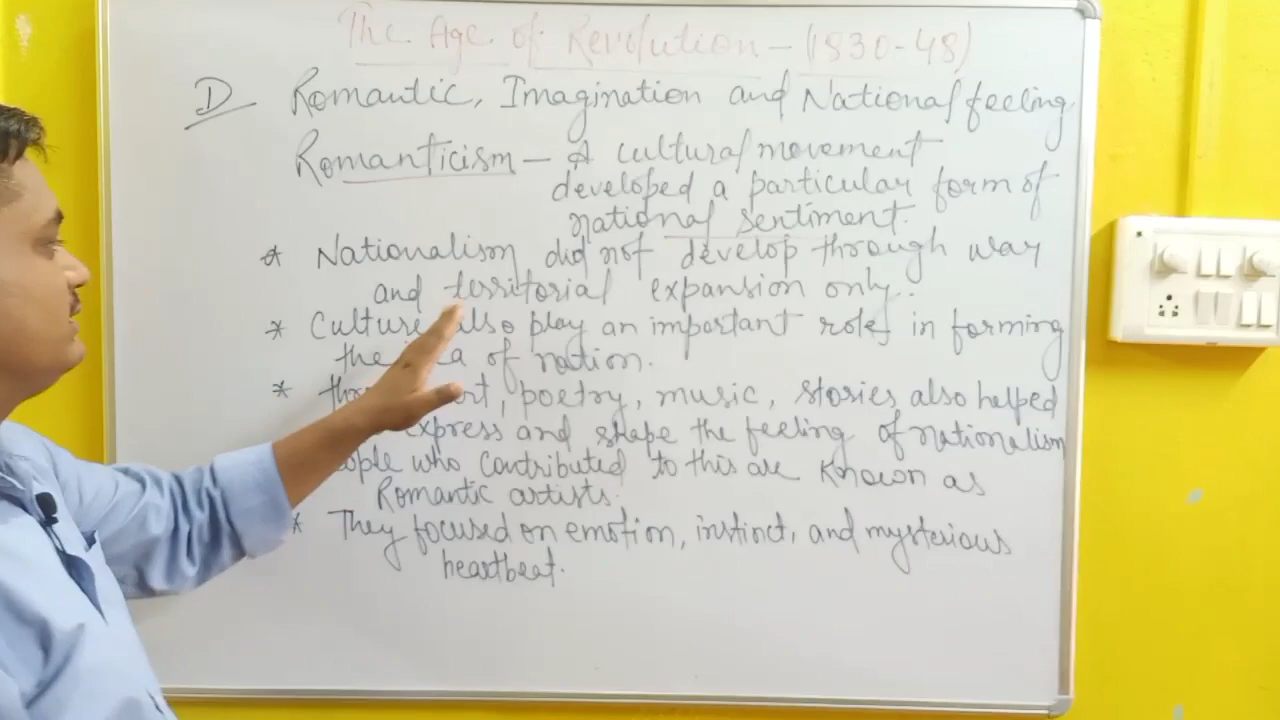 The Age of Revolution - (1830-48)
D Romantic, Imagination and National feeling
Romanticism - A cultural movement
developed a particular form of
national sentiment.
* Nationalism did not develop through way
and territorial expansion only.
* Culture also play an important roles in forming
the of nation.
* art, poetry, music, stories also helped
express and shape the feeling of nationalism
who contributed to this are known as
Romantic artists.
* They focused on emotion, instinct, and mysterious
heartbeat.